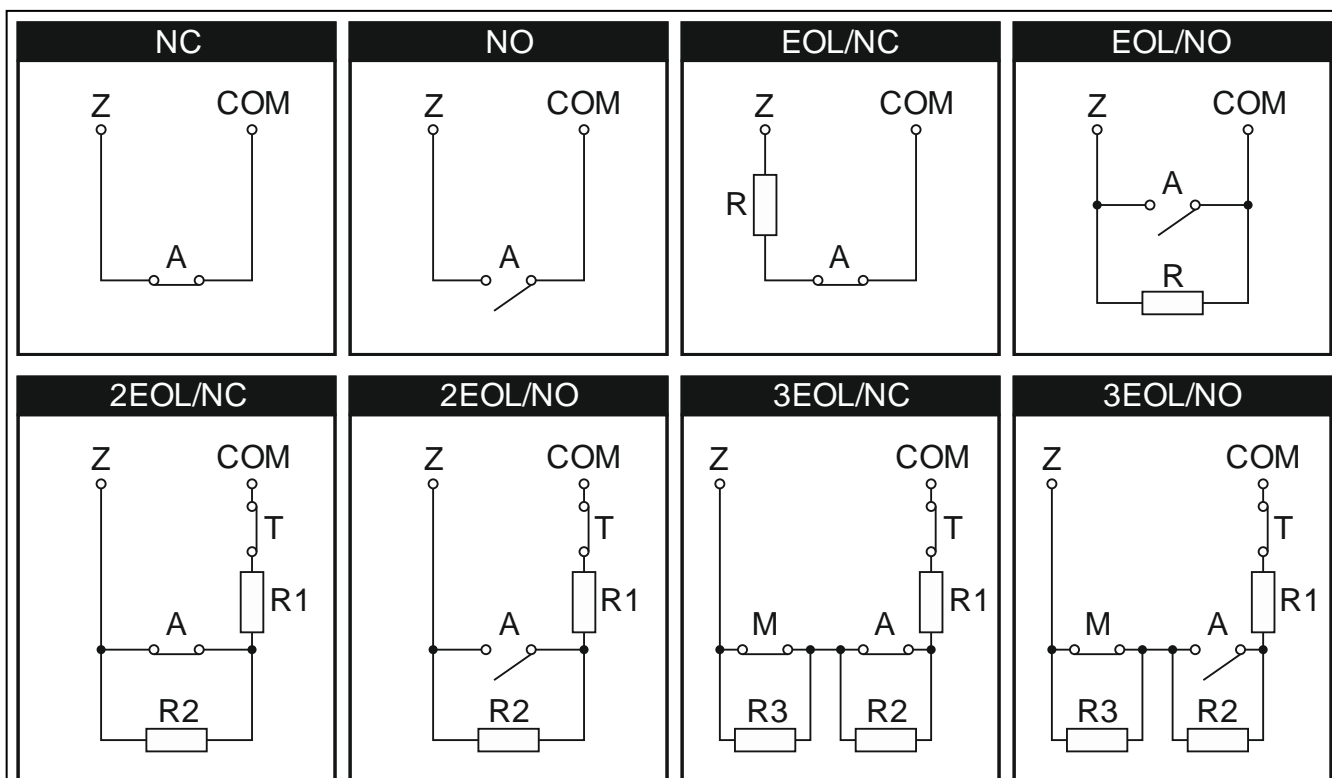 NC NO EOL/NC EOL/NO
Z COM Z COM Z COM Z COM
A
R
R
A A A
2EOL/NC 2EOL/NO 3EOL/NC 3EOL/NO
Z COM Z COM Z COM Z COM
T T T T
R1 R1 R1 R1
A A M A M A
R2 R2 R3 R2 R3 R2